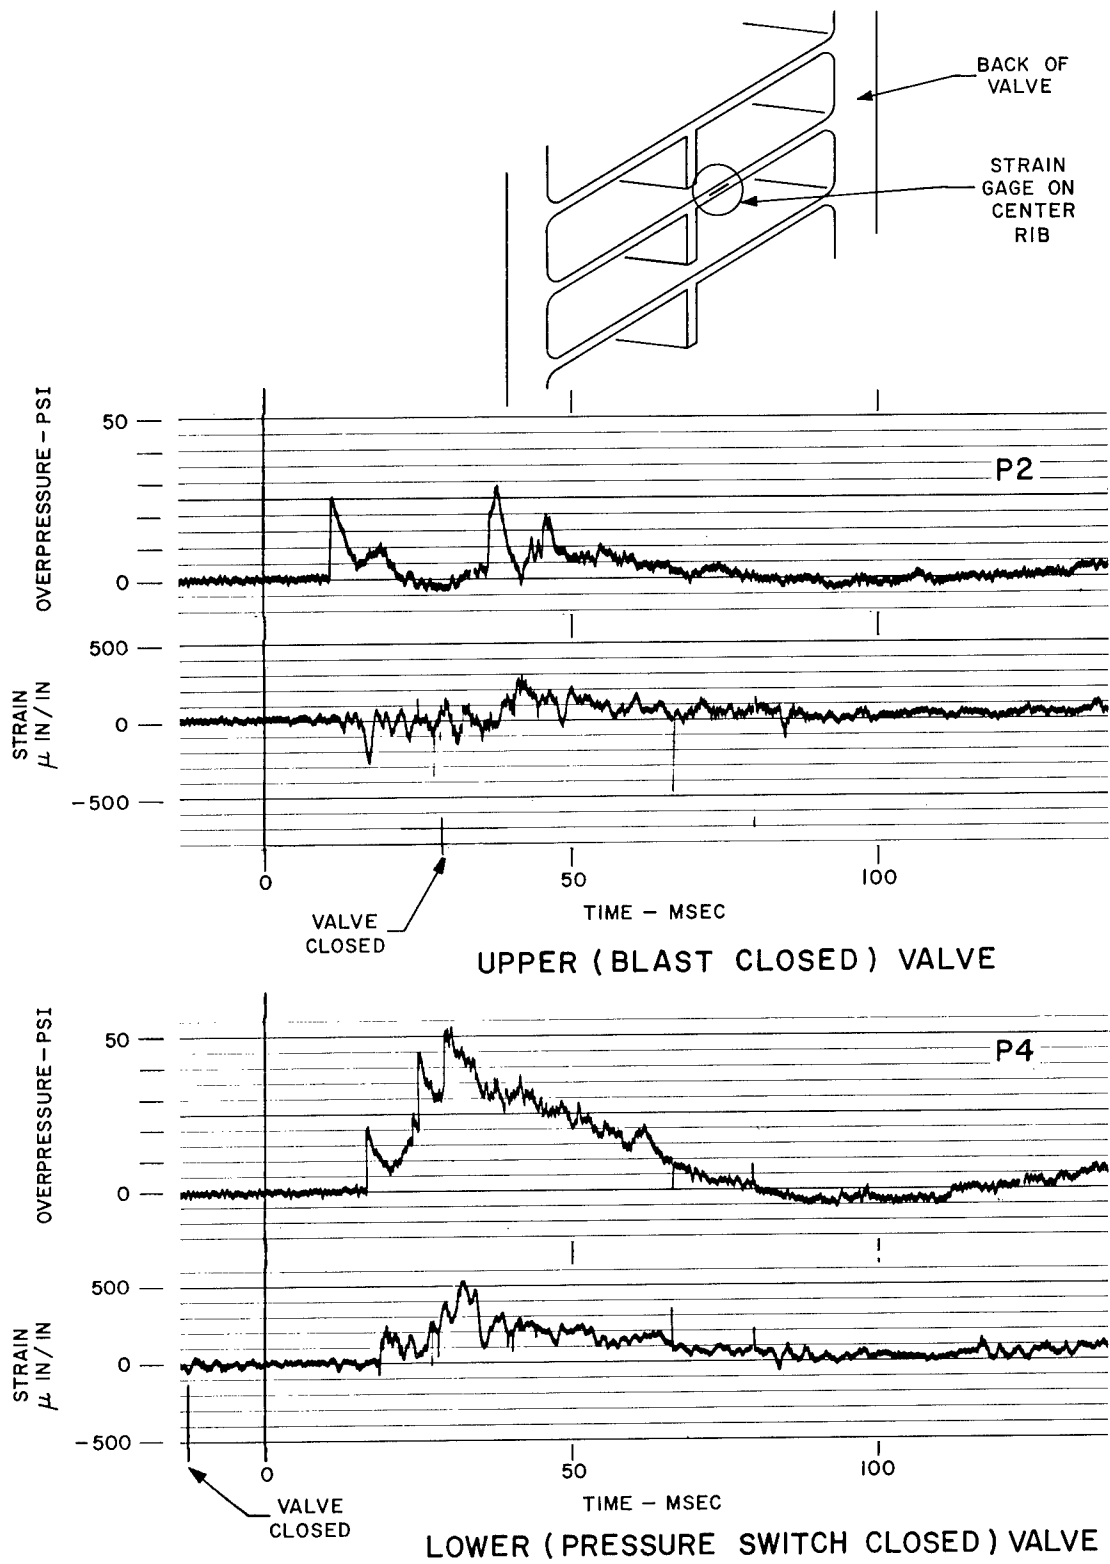 BACK OF
VALVE
STRAIN
GAGE ON
CENTER
RIB
OVERPRESSURE – PSI
50
0
P2
STRAIN
μ IN/IN
500
0
-500
0
50
100
TIME – MSEC
VALVE
CLOSED
UPPER (BLAST CLOSED) VALVE
OVERPRESSURE – PSI
50
0
P4
STRAIN
μ IN/IN
500
0
-500
0
50
100
TIME – MSEC
VALVE
CLOSED
LOWER (PRESSURE SWITCH CLOSED) VALVE